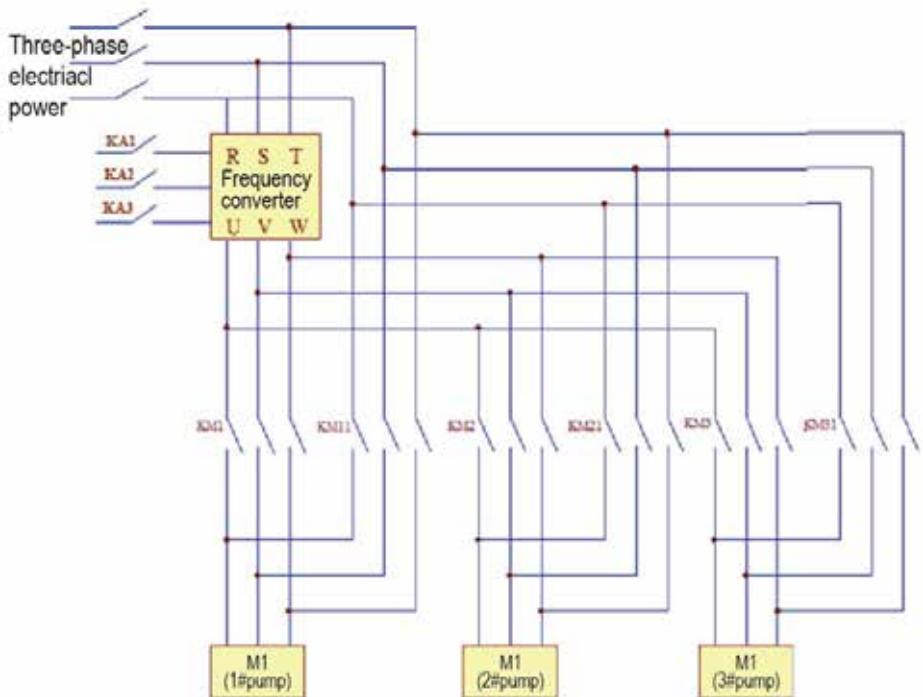 Three-phase
electriacl
power
KA1
KA2
KA3
R S T
Frequency
converter
U V W
KM1
KM11
KM2
KM21
KM3
KM31
M1
(1#pump)
M1
(2#pump)
M1
(3#pump)